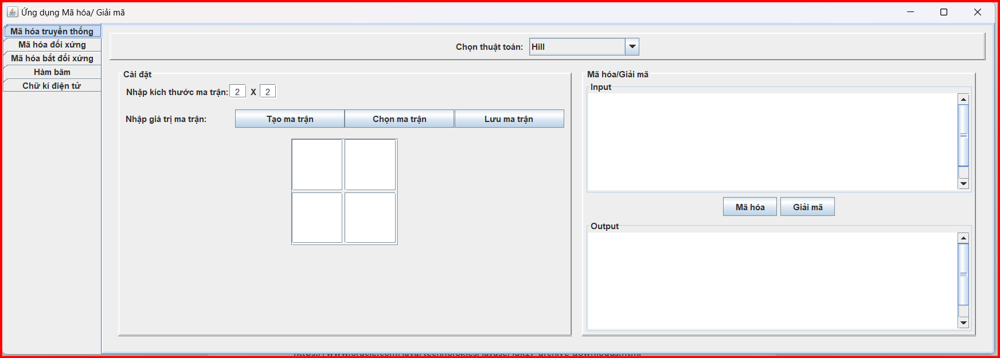 Ứng dụng Mã hóa/ Giải mã
Mã hóa truyền thống
Mã hóa đối xứng
Mã hóa bất đối xứng
Hàm băm
Chữ kí điện tử
Chọn thuật toán: Hill
Cài đặt
Nhập kích thước ma trận: 2 X 2
Nhập giá trị ma trận: Tạo ma trận Chọn ma trận Lưu ma trận
Mã hóa/Giải mã
Input
Mã hóa Giải mã
Output